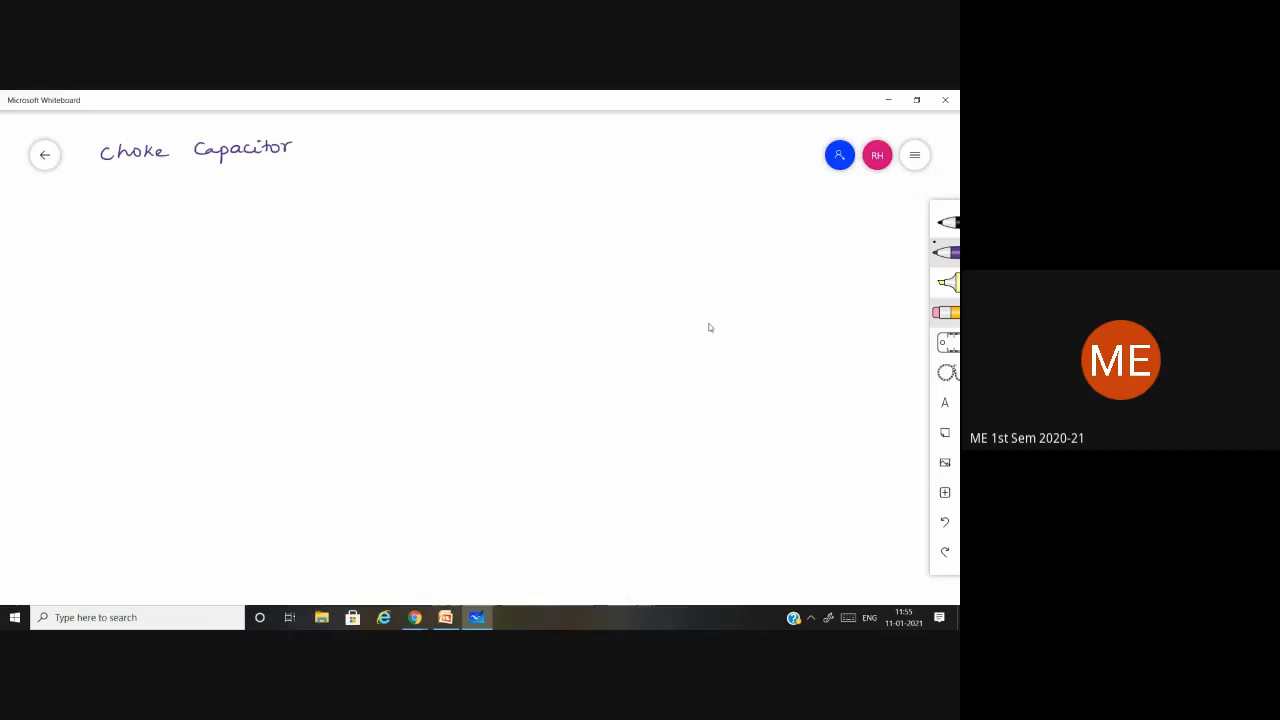 Microsoft Whiteboard
Choke Capacitor
RH
A
ME
ME 1st Sem 2020-21
Type here to search
ENG
11:55
11-01-2021